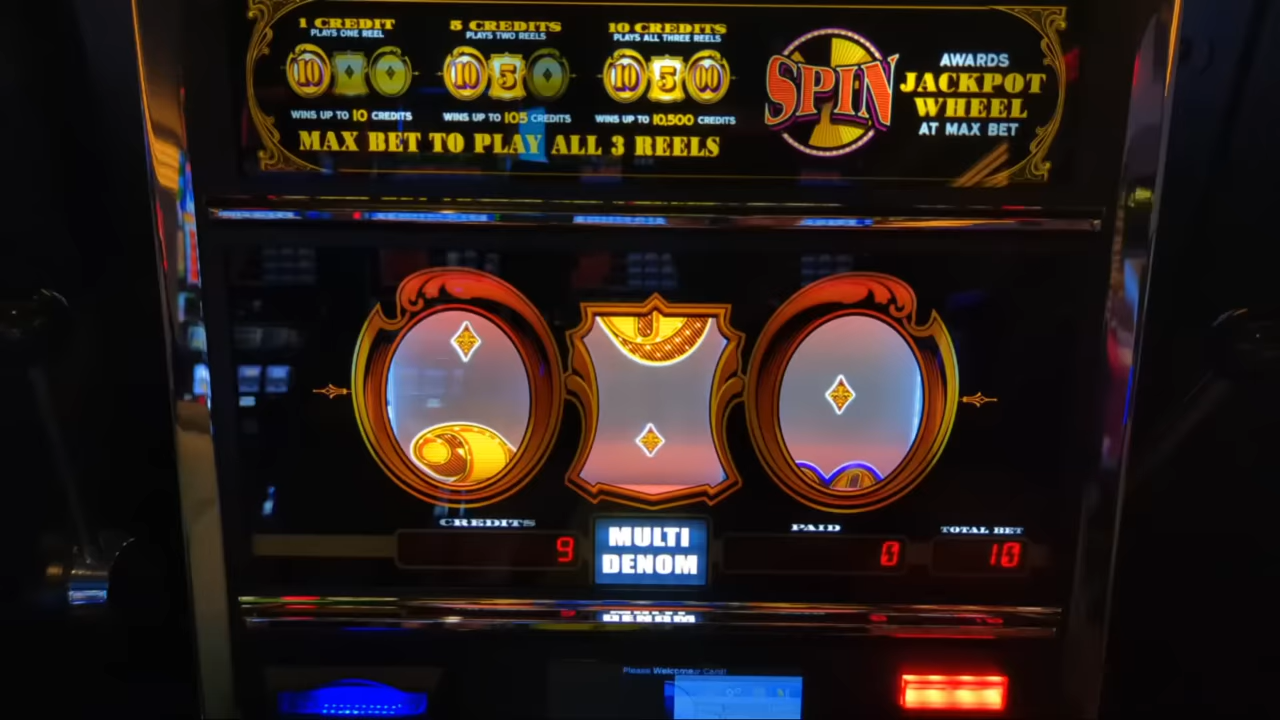 1 CREDIT
PLAYS ONE REEL
10
WINS UP TO 10 CREDITS
5 CREDITS
PLAYS TWO REELS
10 5
WINS UP TO 105 CREDITS
10 CREDITS
PLAYS ALL THREE REELS
10 5 00
WINS UP TO 10,500 CREDITS
MAX BET TO PLAY ALL 3 REELS
SPIN
AWARDS
JACKPOT
WHEEL
AT MAX BET
CREDITS
9
MULTI
DENOM
PAID
0
TOTAL BET
10
Please